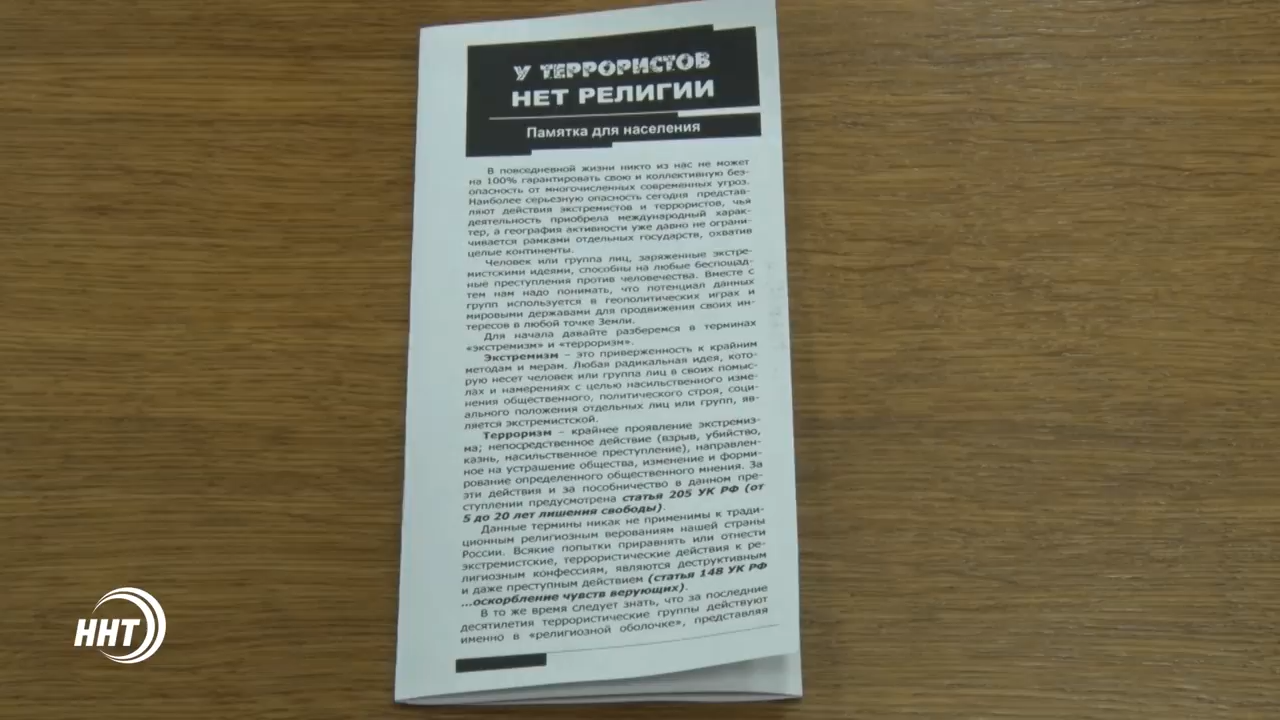 У ТЕРРОРИСТОВ
НЕТ РЕЛИГИИ
Памятка для населения
В повседневной жизни никто из нас не может
на 100% гарантировать свою и коллективную без-
опасность от многочисленных современных угроз.
Наиболее серьезную опасность сегодня представ-
ляют действия экстремистов и террористов, чья
деятельность приобрела международный харак-
тер, а география активности уже давно не ограни-
чивается рамками отдельных государств, охватив
целые континенты.
Человек или группа лиц, заряженные экстре-
мистскими идеями, способны на любые беспощад-
ные преступления против человечества. Вместе с
тем нам надо понимать, что потенциал данных
групп используется в геополитических играх и
мировыми державами для продвижения своих ин-
тересов в любой точке Земли.
Для начала давайте разберемся в терминах
«экстремизм» и «терроризм».
Экстремизм – это приверженность к крайним
методам и мерам. Любая радикальная идея, кото-
рую несет человек или группа лиц в своих помыс-
лах и намерениях с целью насильственного изме-
нения общественного, политического строя, соци-
ального положения отдельных лиц или групп, яв-
ляется экстремистской.
Терроризм – крайнее проявление экстремиз-
ма; непосредственное действие (взрыв, убийство,
казнь, насильственное преступление), направлен-
ное на устрашение общества, изменение и форми-
рование определенного общественного мнения. За
эти действия и за пособничество в данном пре-
ступлении предусмотрена статья 205 УК РФ (от
5 до 20 лет лишения свободы).
Данные термины никак не применимы к тради-
ционным религиозным верованиям нашей страны
России. Всякие попытки приравнять или отнести
экстремистские, террористические действия к ре-
лигиозным конфессиям, являются деструктивным
и даже преступным действием (статья 148 УК РФ
...оскорбление чувств верующих).
В то же время следует знать, что за последние
десятилетия террористические группы действуют
именно в «религиозной оболочке», представляя
ННТ